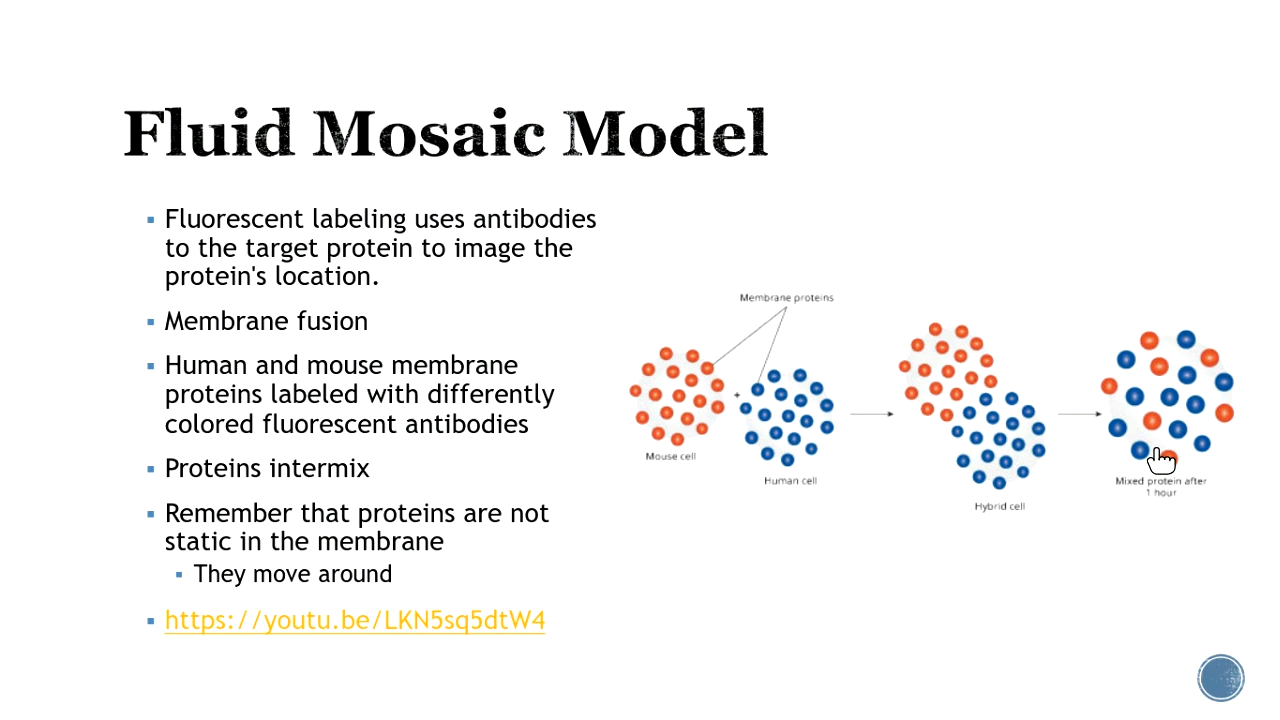 Fluid Mosaic Model
Fluorescent labeling uses antibodies
to the target protein to image the
protein's location.
Membrane fusion
Human and mouse membrane
proteins labeled with differently
colored fluorescent antibodies
Proteins intermix
Remember that proteins are not
static in the membrane
They move around
https://youtu.be/LKN5sq5dtW4
Membrane proteins
+
Mouse cell
Human cell
Hybrid cell
Mixed protein after
1 hour